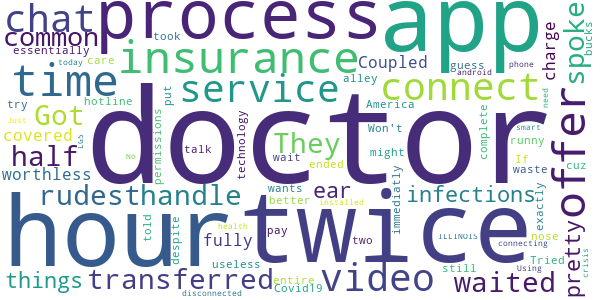 chat process app
common took
essentially today care insurance guess android alley phone charge bucks
time service Coupled spoke
try hotline put connect America need
Got permissions technology
covered They Won't complete
half doctor might runny offer
worthless talk wait ended If waste cuz
rudest handle wants better ear infections
Just LGS No installed immediatly smart exactly
hour twice pretty
told despite fully pay two ILLINOIS nose
health still connecting Tried
useless entire Covid19 video Using crisis
things transferred waited
disconnected